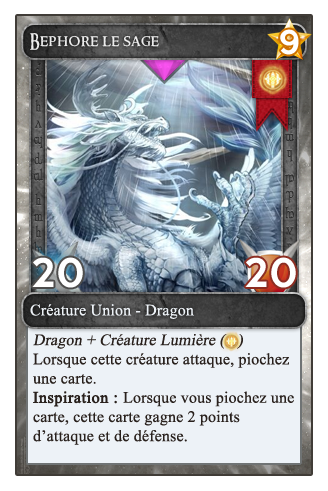 BEPHORE LE SAGE
9
20
20
Créature Union - Dragon
Dragon + Créature Lumière ( )
Lorsque cette créature attaque, piochez
une carte.
Inspiration : Lorsque vous piochez une
carte, cette carte gagne 2 points
d’attaque et de défense.